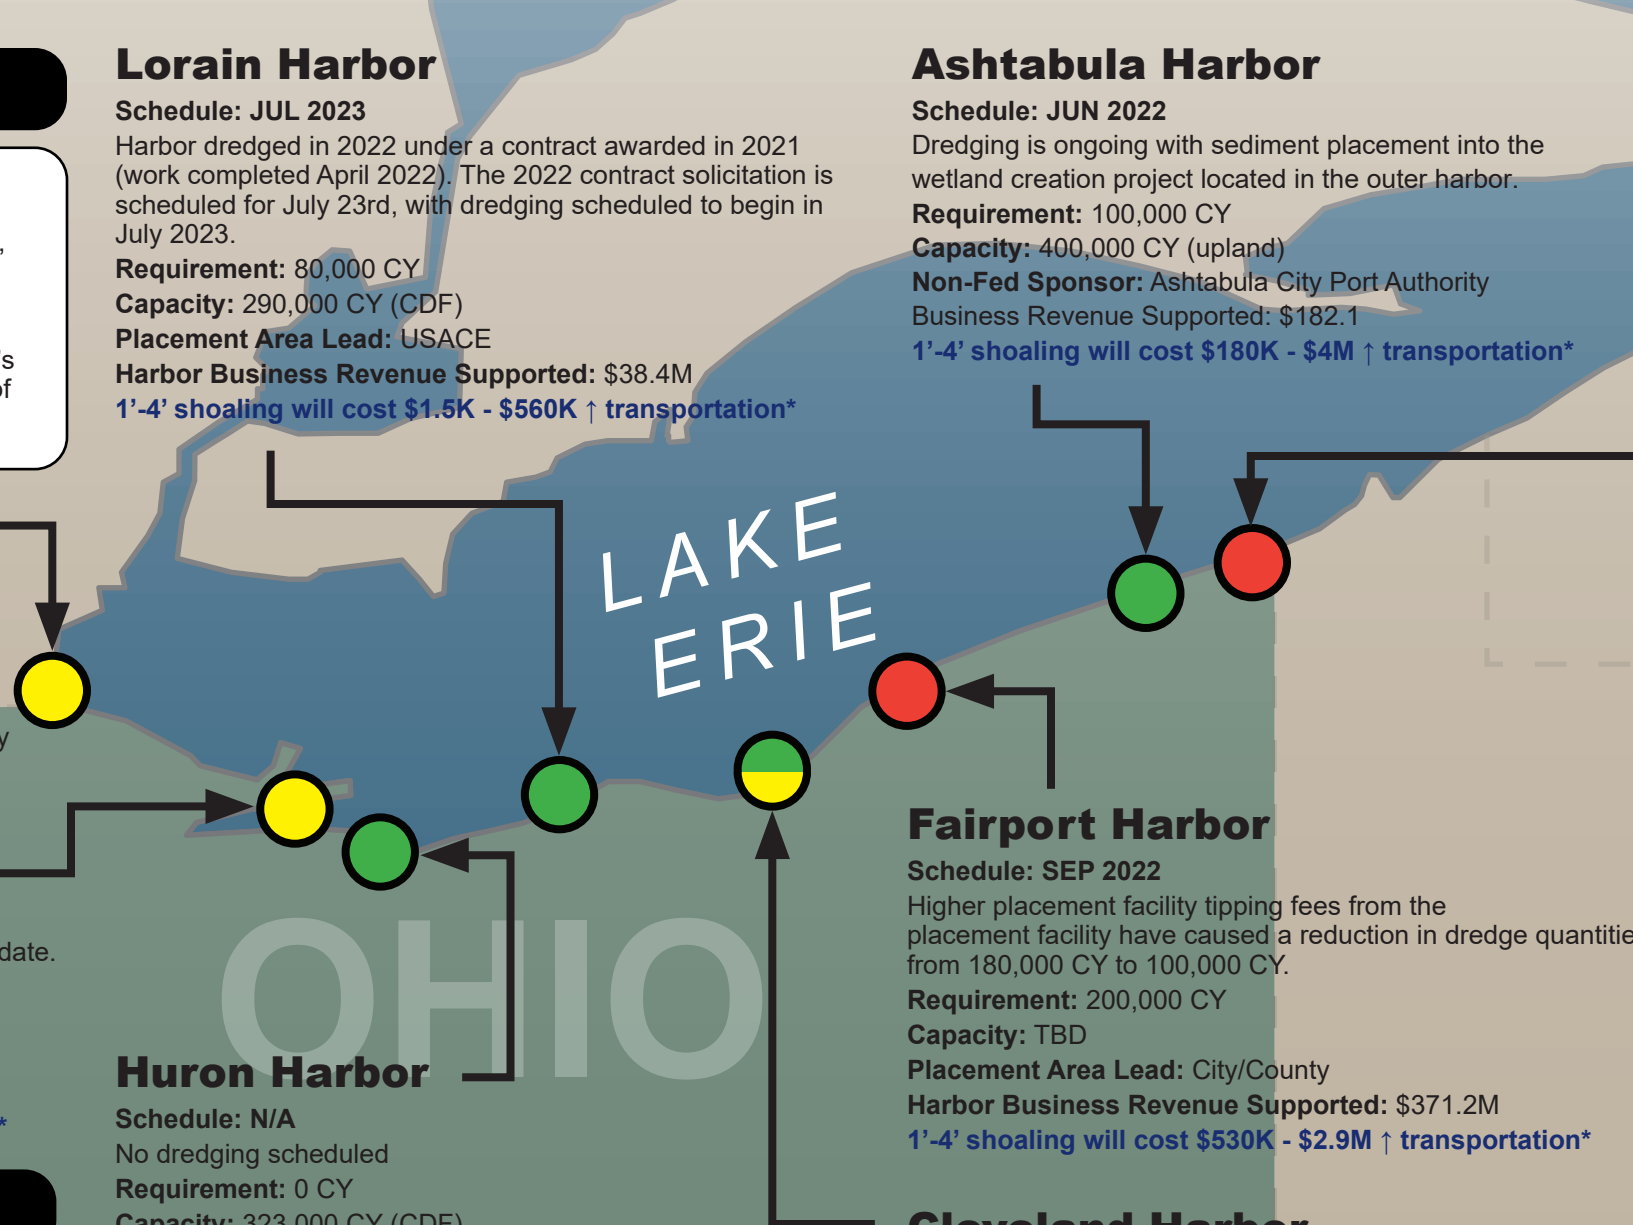 Lorain Harbor
Schedule: JUL 2023
Harbor dredged in 2022 under a contract awarded in 2021
(work completed April 2022). The 2022 contract solicitation is
scheduled for July 23rd, with dredging scheduled to begin in
July 2023.
Requirement: 80,000 CY
Capacity: 290,000 CY (CDF)
Placement Area Lead: USACE
Harbor Business Revenue Supported: $38.4M
1’-4’ shoaling will cost $1.5K - $560K ↑ transportation*
Ashtabula Harbor
Schedule: JUN 2022
Dredging is ongoing with sediment placement into the
wetland creation project located in the outer harbor.
Requirement: 100,000 CY
Capacity: 400,000 CY (upland)
Non-Fed Sponsor: Ashtabula City Port Authority
Business Revenue Supported: $182.1
1’-4’ shoaling will cost $180K - $4M ↑ transportation*
,
’s
of
LAKE
ERIE
y
date.
*
OHIO
Fairport Harbor
Schedule: SEP 2022
Higher placement facility tipping fees from the
placement facility have caused a reduction in dredge quantitie
from 180,000 CY to 100,000 CY.
Requirement: 200,000 CY
Capacity: TBD
Placement Area Lead: City/County
Harbor Business Revenue Supported: $371.2M
1’-4’ shoaling will cost $530K - $2.9M ↑ transportation*
Huron Harbor
Schedule: N/A
No dredging scheduled
Requirement: 0 CY
Capacity: 323,000 CY (CDF)
Cleveland Harbor